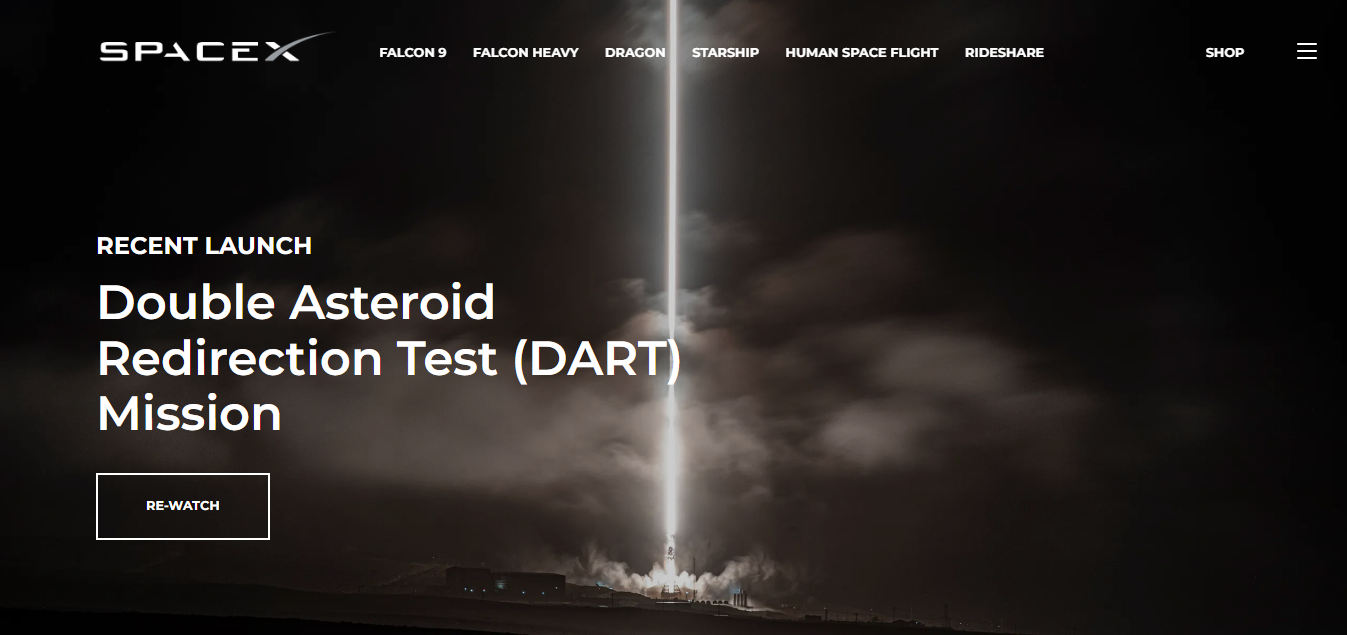 SPACEX FALCON 9 FALCON HEAVY DRAGON STARSHIP HUMAN SPACE FLIGHT RIDESHARE SHOP
RECENT LAUNCH
Double Asteroid
Redirection Test (DART)
Mission
RE-WATCH